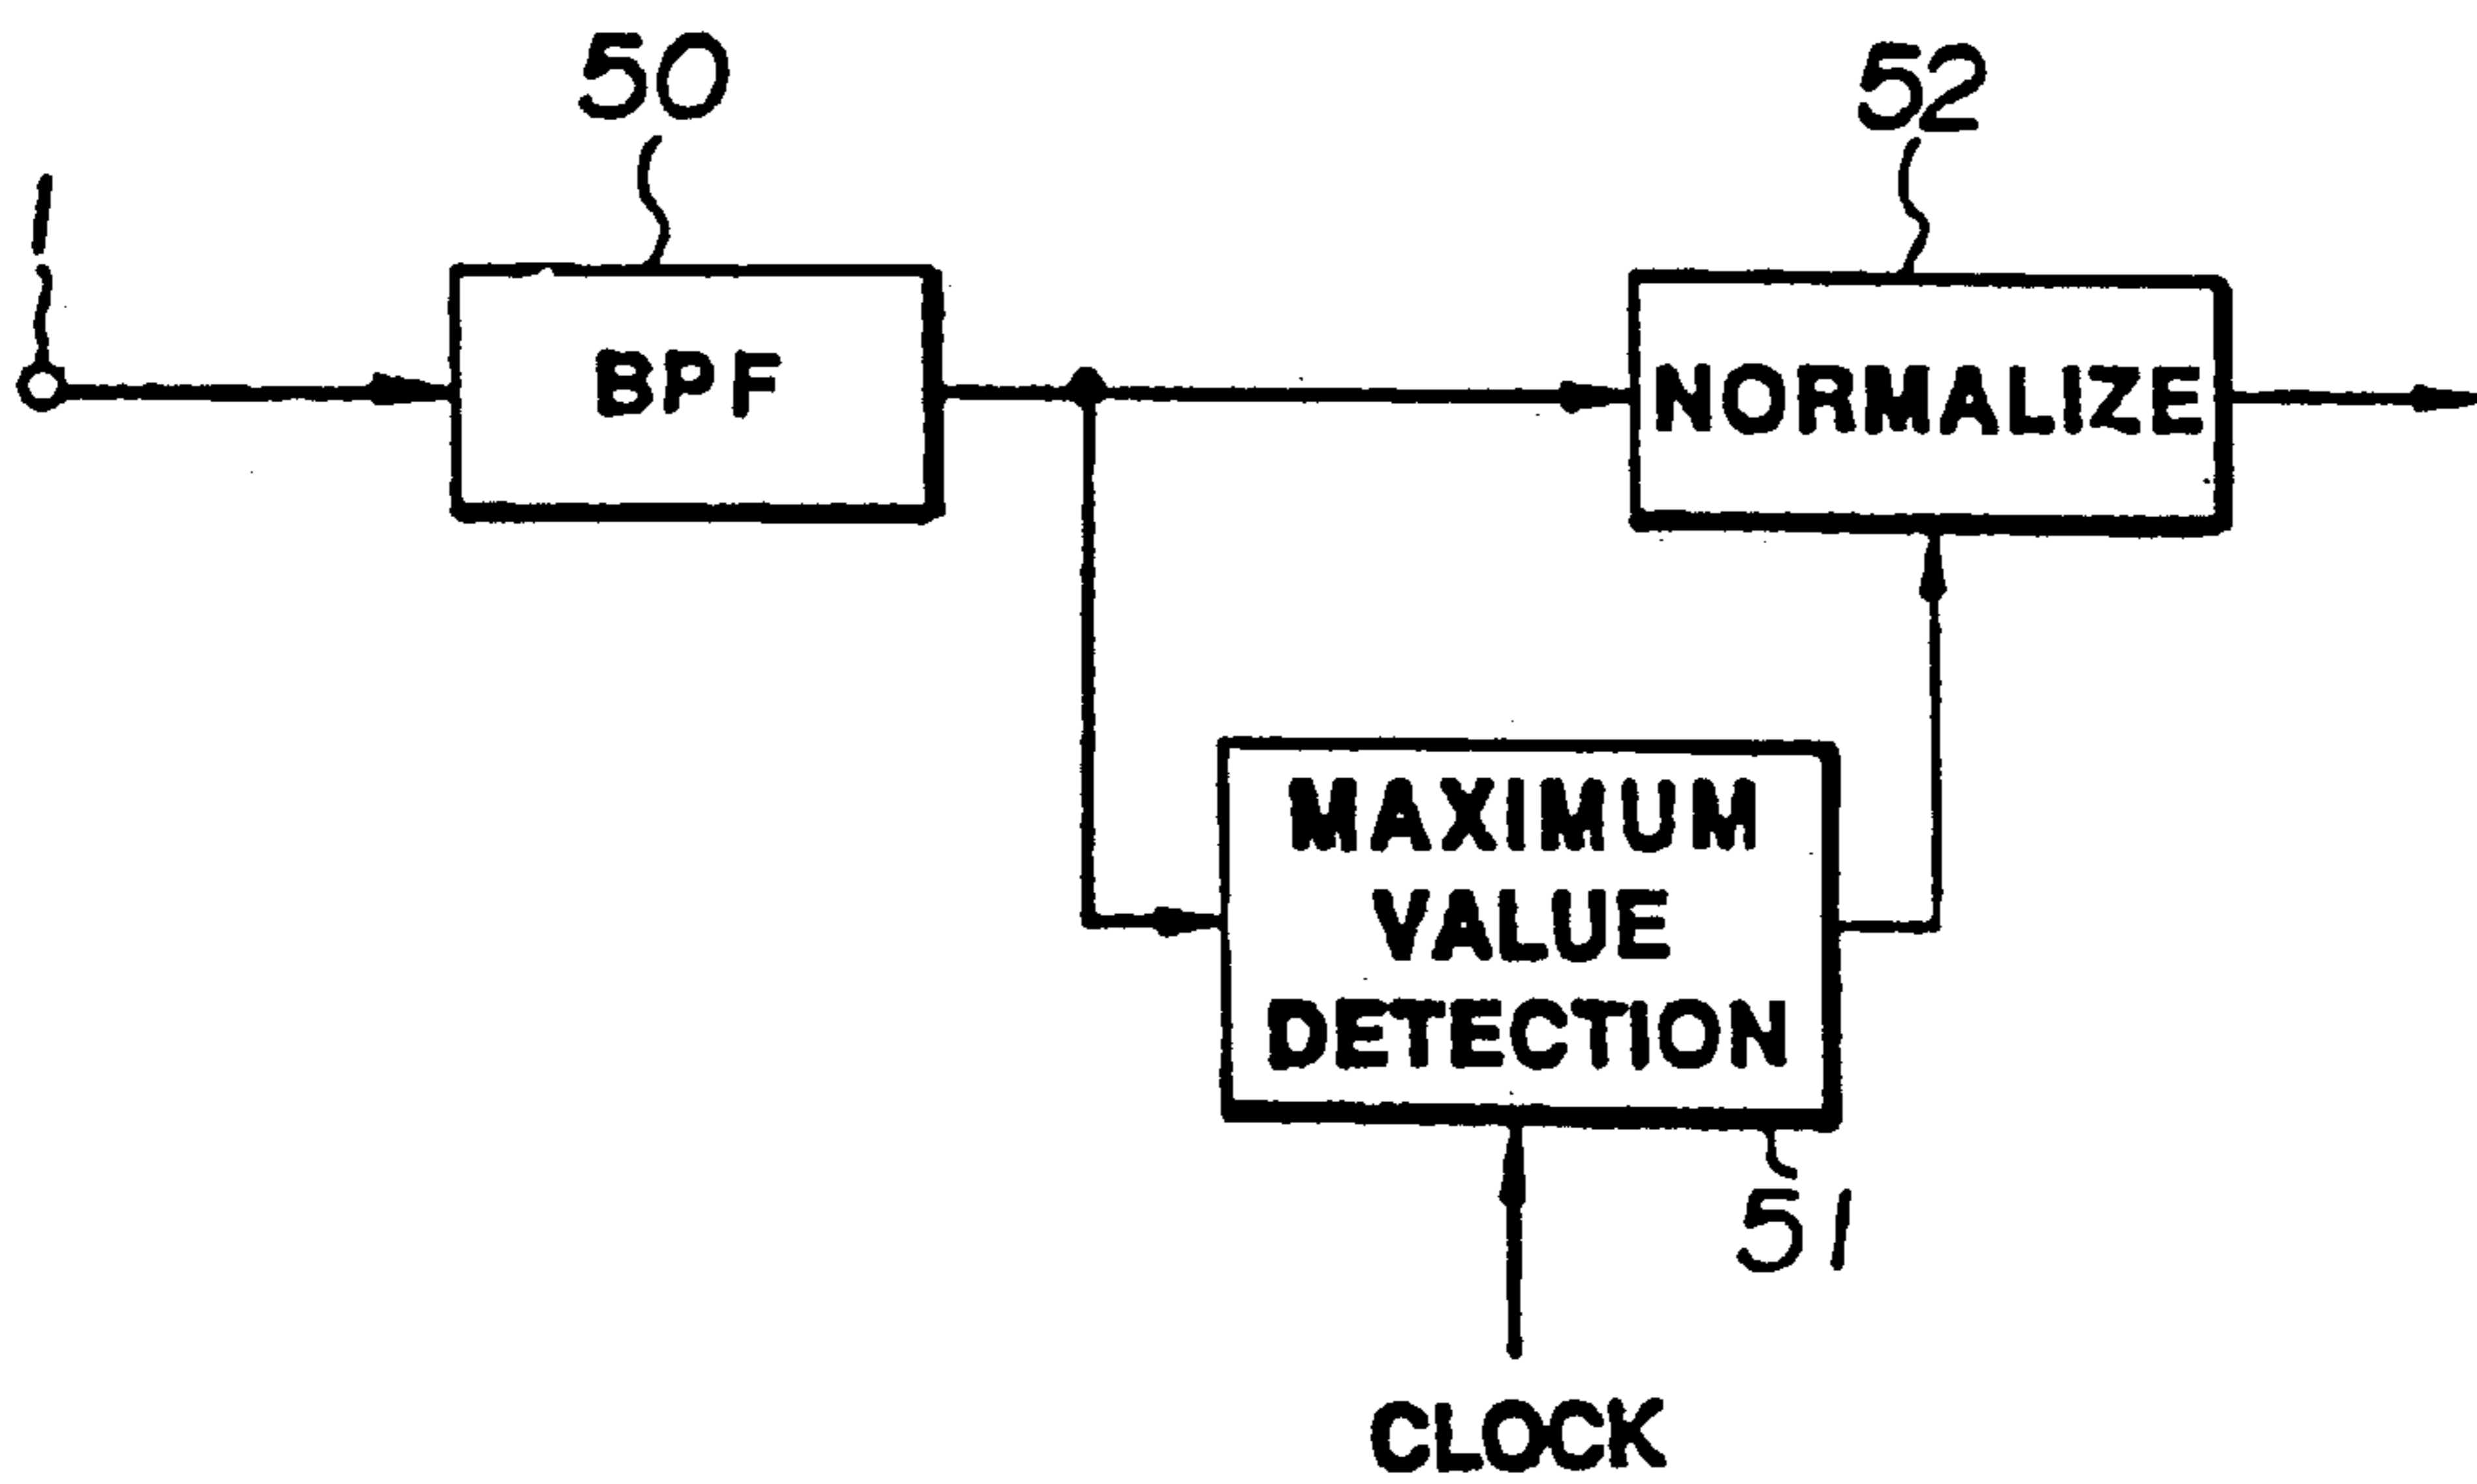 50
52
1
BPF
NORMALIZE
MAXIMUM
VALUE
DETECTION
51
CLOCK